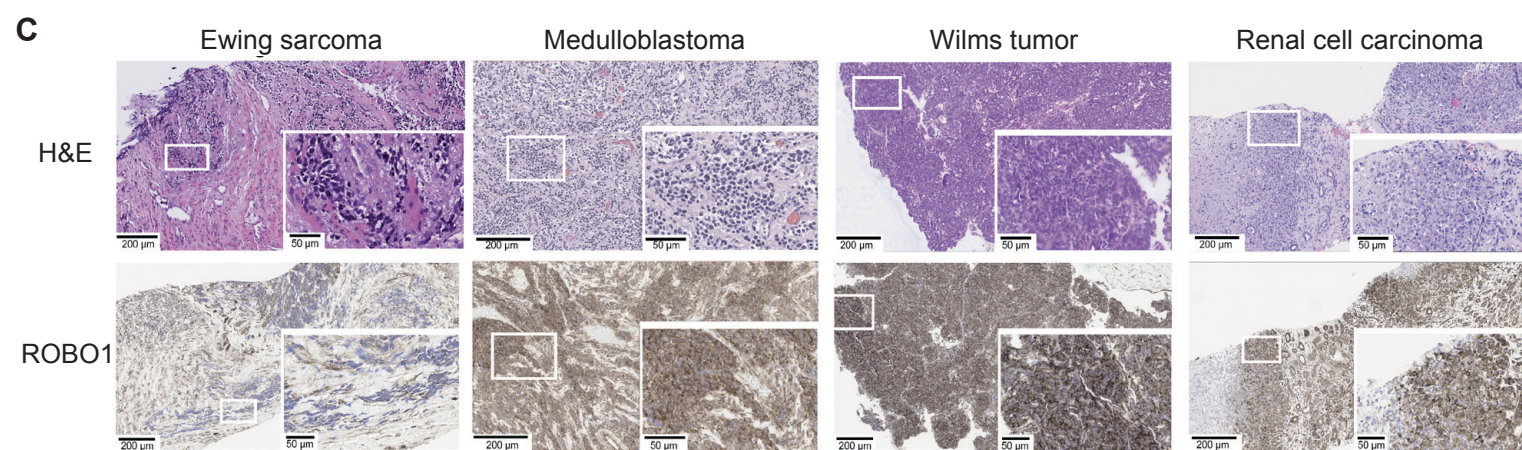 C
Ewing sarcoma Medulloblastoma Wilms tumor Renal cell carcinoma
H&E
200 µm 50 µm 200 µm 50 µm 200 µm 50 µm 200 µm 50 µm
ROBO1
200 µm 50 µm 200 µm 50 µm 200 µm 50 µm 200 µm 50 µm